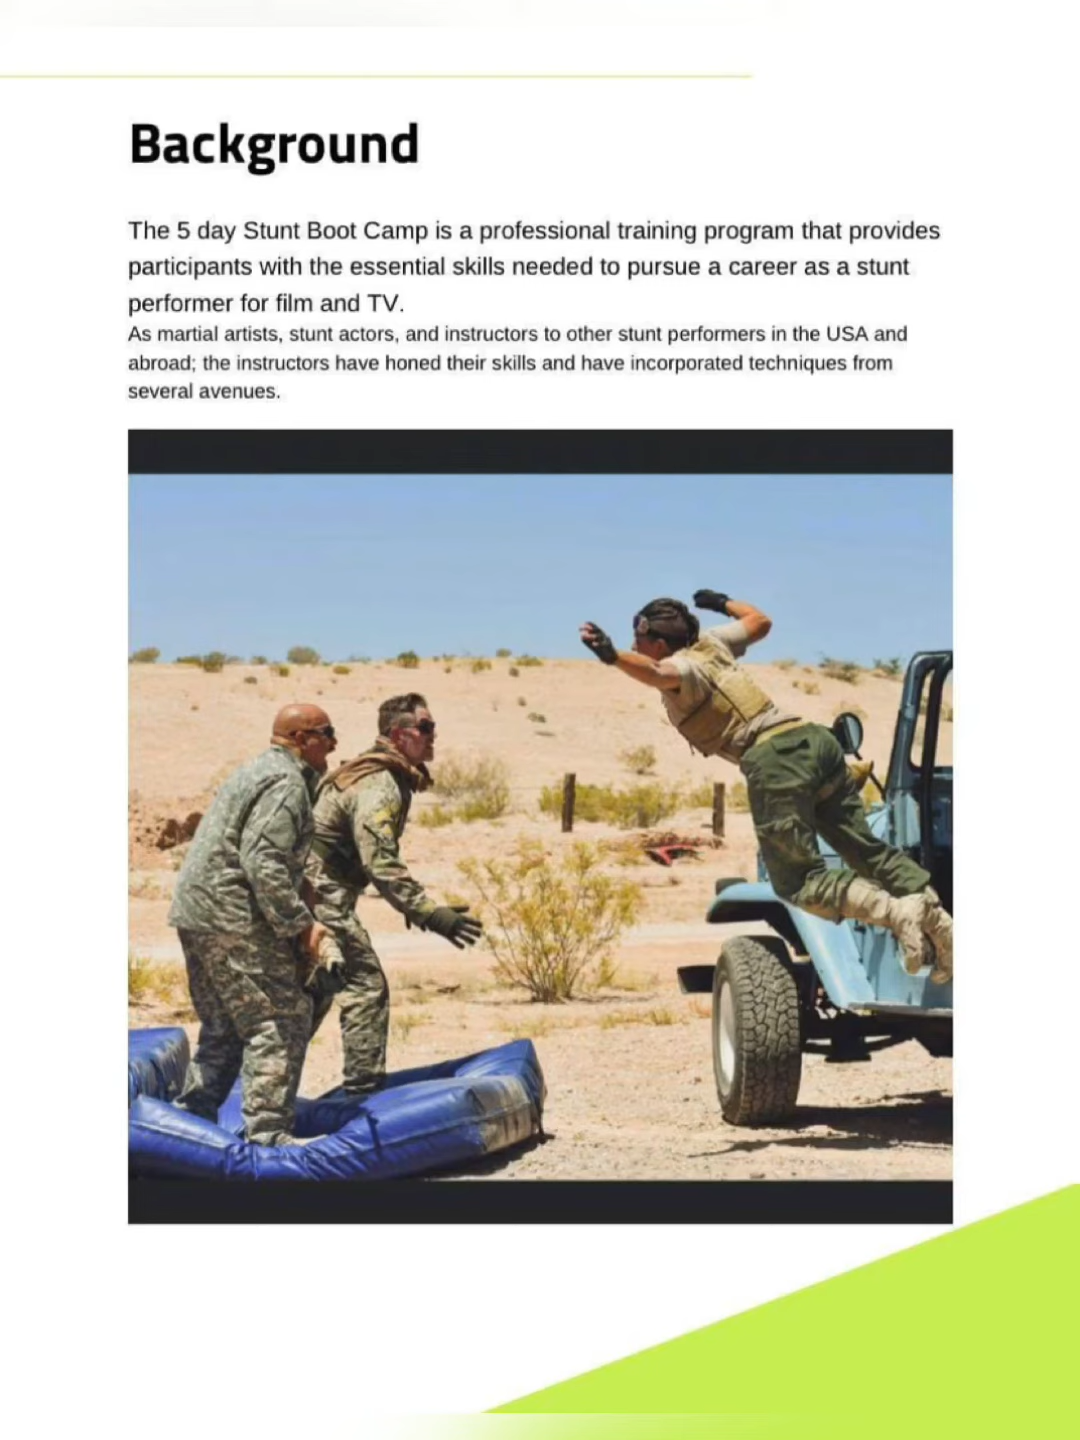 Background
The 5 day Stunt Boot Camp is a professional training program that provides
participants with the essential skills needed to pursue a career as a stunt
performer for film and TV.
As martial artists, stunt actors, and instructors to other stunt performers in the USA and
abroad; the instructors have honed their skills and have incorporated techniques from
several avenues.